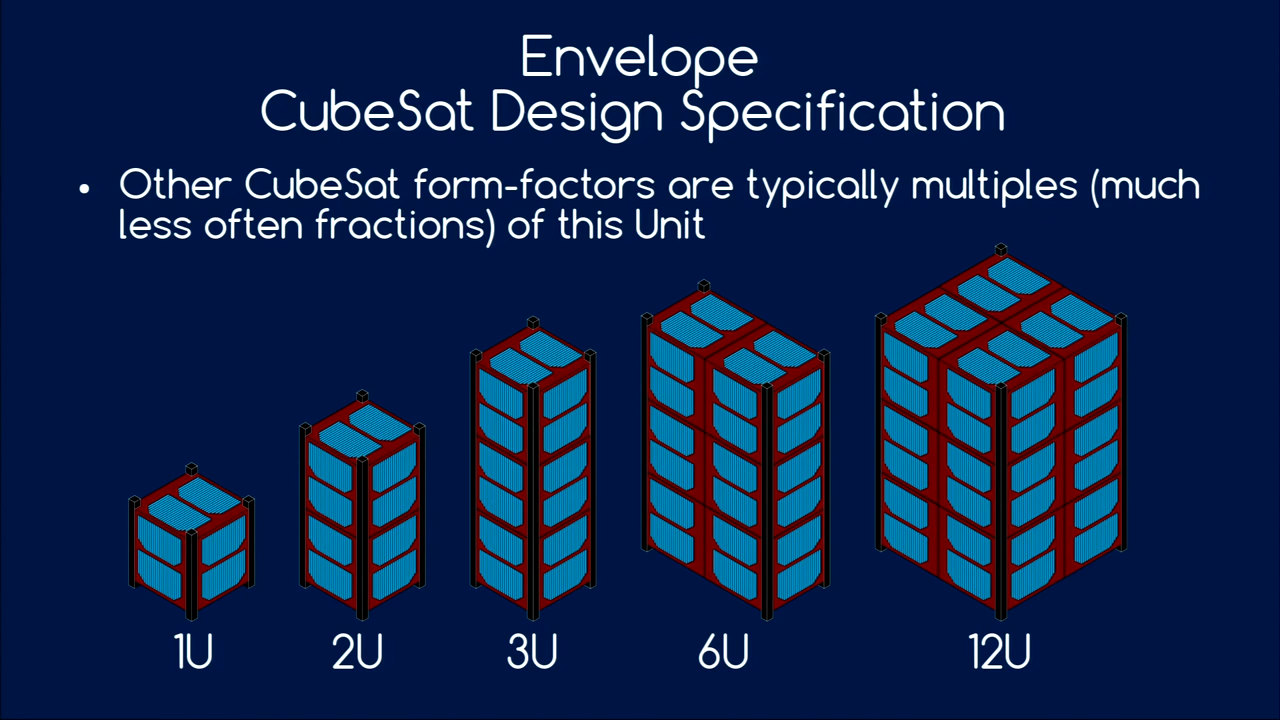 Envelope
CubeSat Design Specification
• Other CubeSat form-factors are typically multiples (much
less often fractions) of this Unit
1U 2U 3U 6U 12U